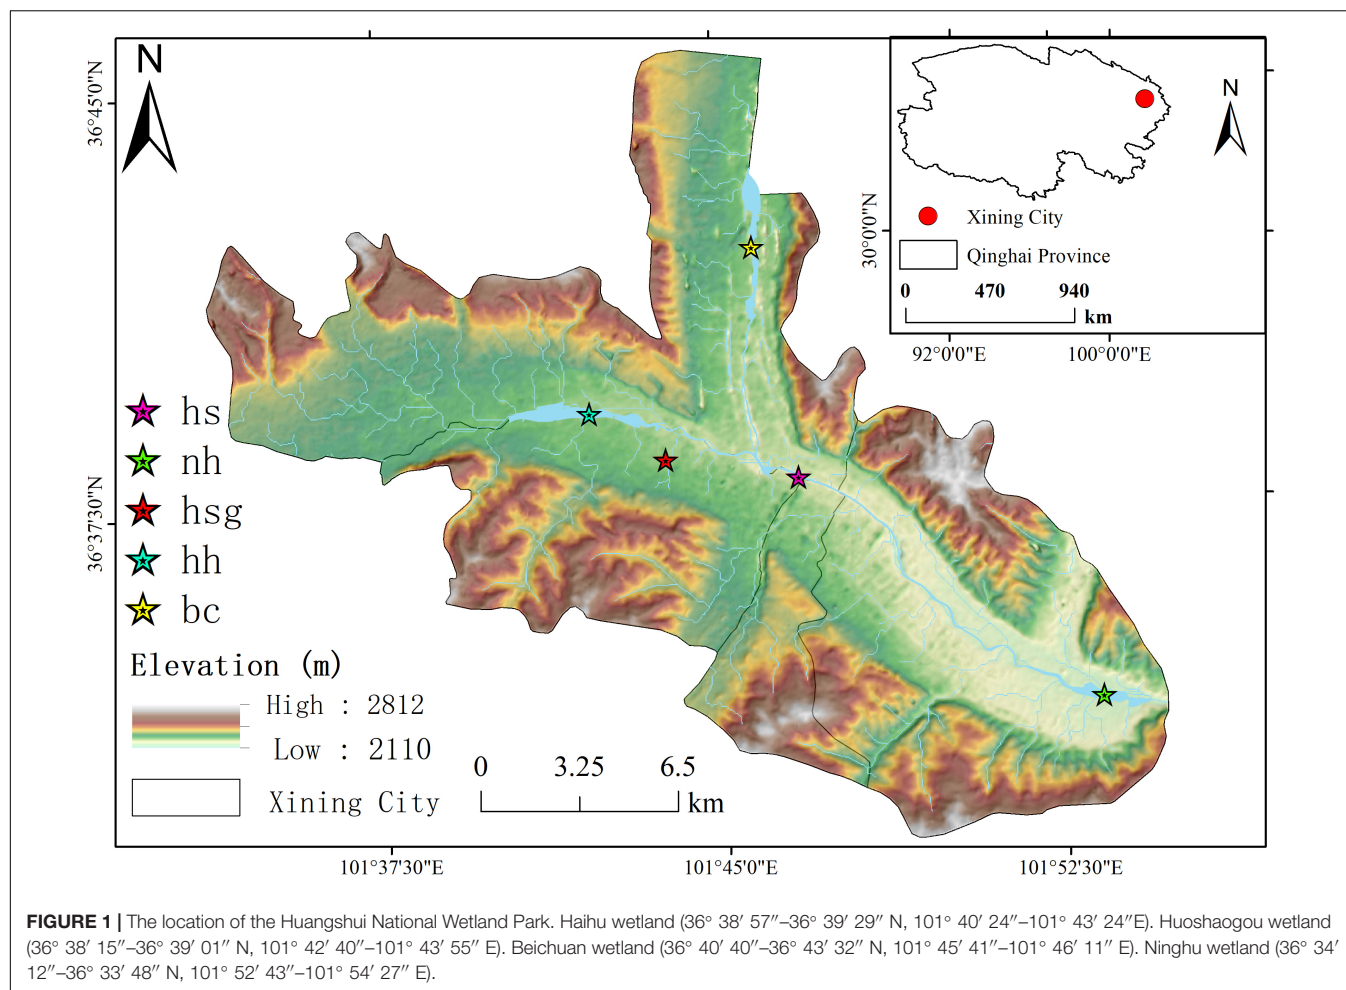 N
36°45'0"N
36°37'30"N
hs
nh
hsg
hh
bc
Elevation (m)
High : 2812
Low : 2110
Xining City
0 3.25 6.5
km
101°37'30"E 101°45'0"E 101°52'30"E
N
30°0'0"N
Xining City
Qinghai Province
0 470 940
km
92°0'0"E 100°0'0"E
FIGURE 1 | The location of the Huangshui National Wetland Park. Haihu wetland (36° 38′ 57″–36° 39′ 29″ N, 101° 40′ 24″–101° 43′ 24″E). Huoshaogou wetland
(36° 38′ 15″–36° 39′ 01″ N, 101° 42′ 40″–101° 43′ 55″ E). Beichuan wetland (36° 40′ 40″–36° 43′ 32″ N, 101° 45′ 41″–101° 46′ 11″ E). Ninghu wetland (36° 34′
12″–36° 33′ 48″ N, 101° 52′ 43″–101° 54′ 27″ E).